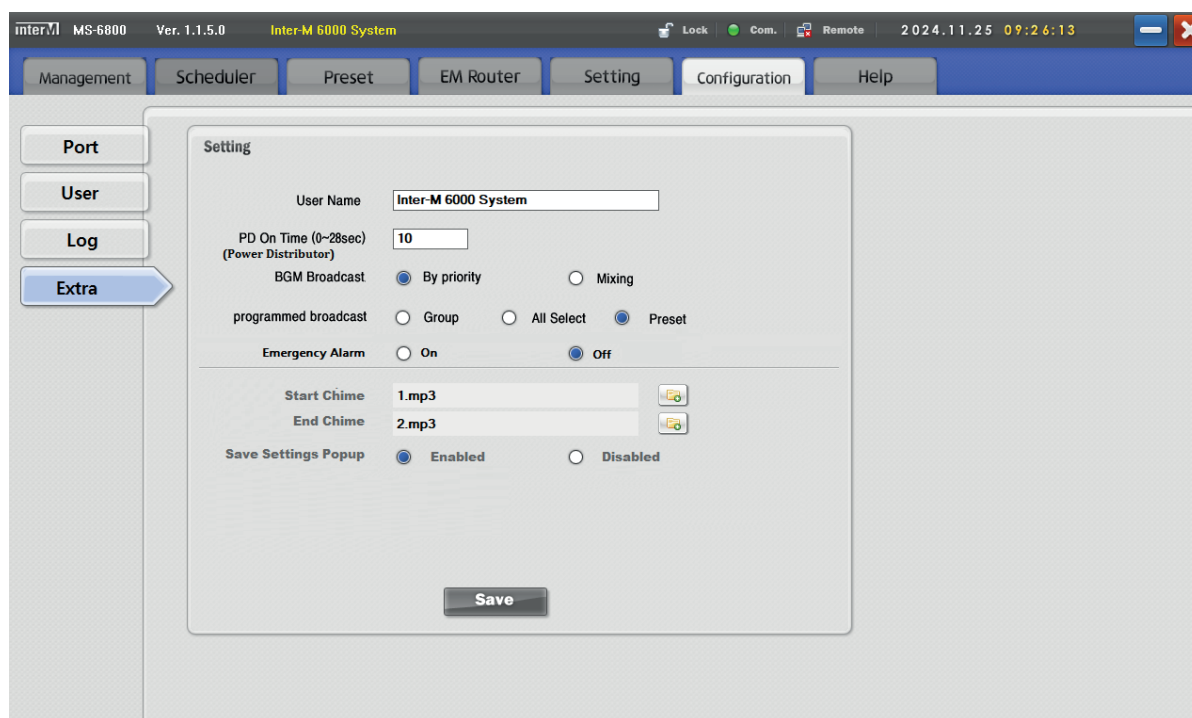 inter M MS-6800 Ver. 1.1.5.0 Inter-M 6000 System Lock Com. Remote 2024.11.25 09:26:13
Management Scheduler Preset EM Router Setting Configuration Help
Port
User
Log
Extra
Setting
User Name Inter-M 6000 System
PD On Time (0~28sec) 10
(Power Distributor)
BGM Broadcast By priority Mixing
programmed broadcast Group All Select Preset
Emergency Alarm On Off
Start Chime 1.mp3
End Chime 2.mp3
Save Settings Popup Enabled Disabled
Save